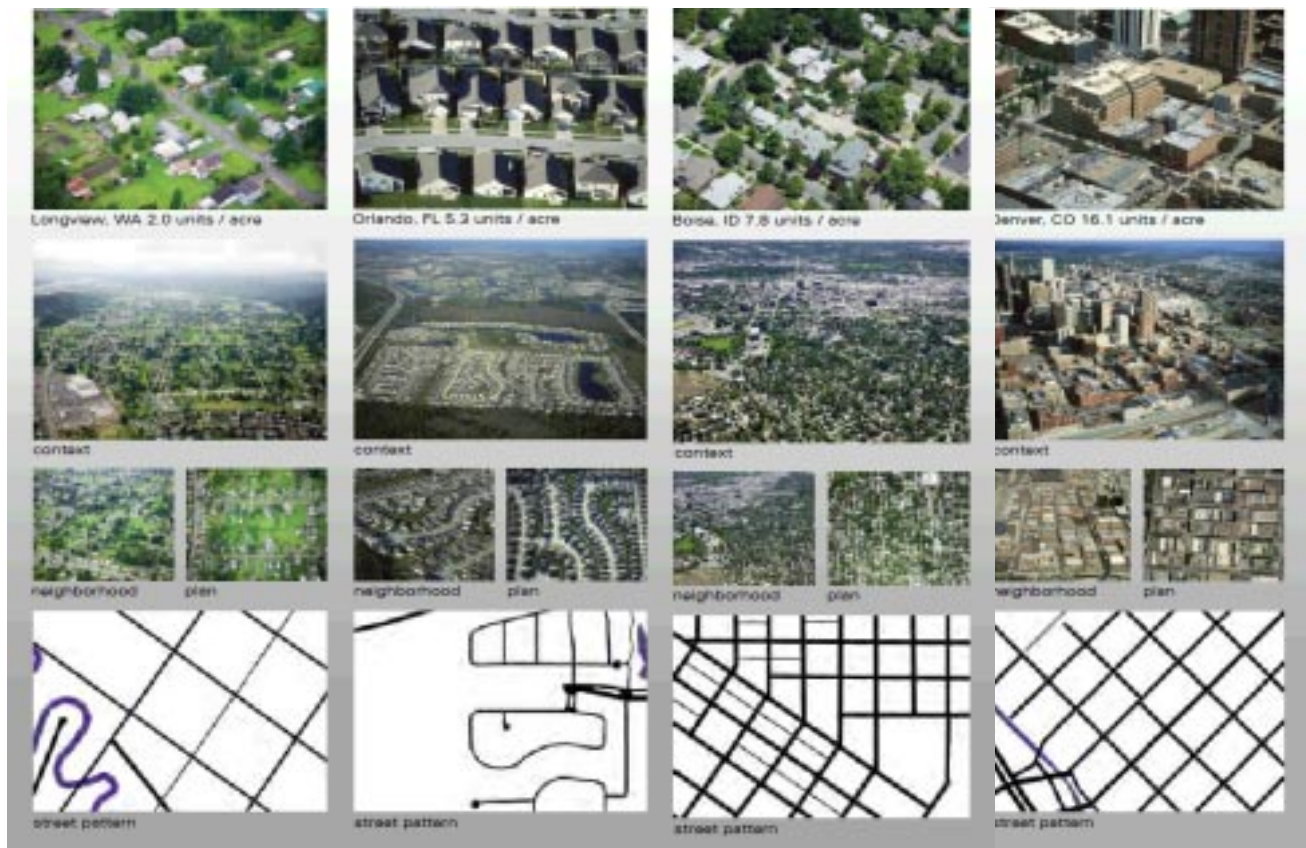 Longview, WA 2.0 units / acre
Orlando, FL 5.3 units / acre
Boise, ID 7.8 units / acre
Denver, CO 16.1 units / acre
context
context
context
context
neighborhood
plan
neighborhood
plan
neighborhood
plan
neighborhood
plan
street pattern
street pattern
street pattern
street pattern